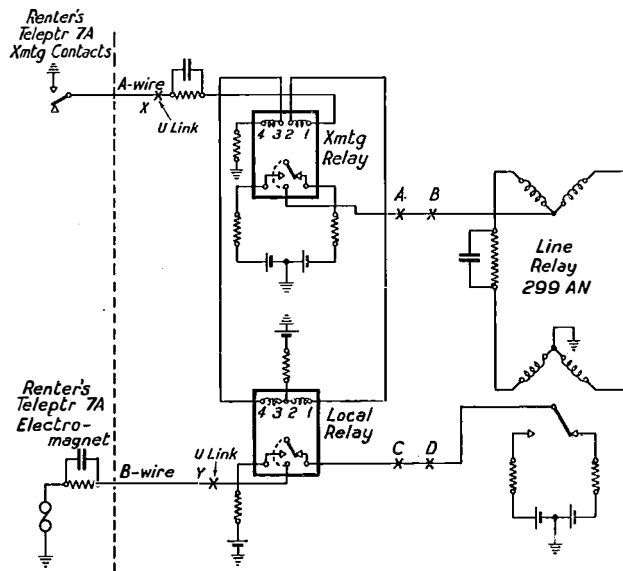 Renter's
Teleptr 7A
Xmtg Contacts
A-wire
X
U Link
4 3 2 1
Xmtg
Relay
A. B
Line
Relay
299 AN
Renter's
Teleptr 7A
Electro-
magnet
4 3 2 1
Local
Relay
U Link
B-wire
Y
C D